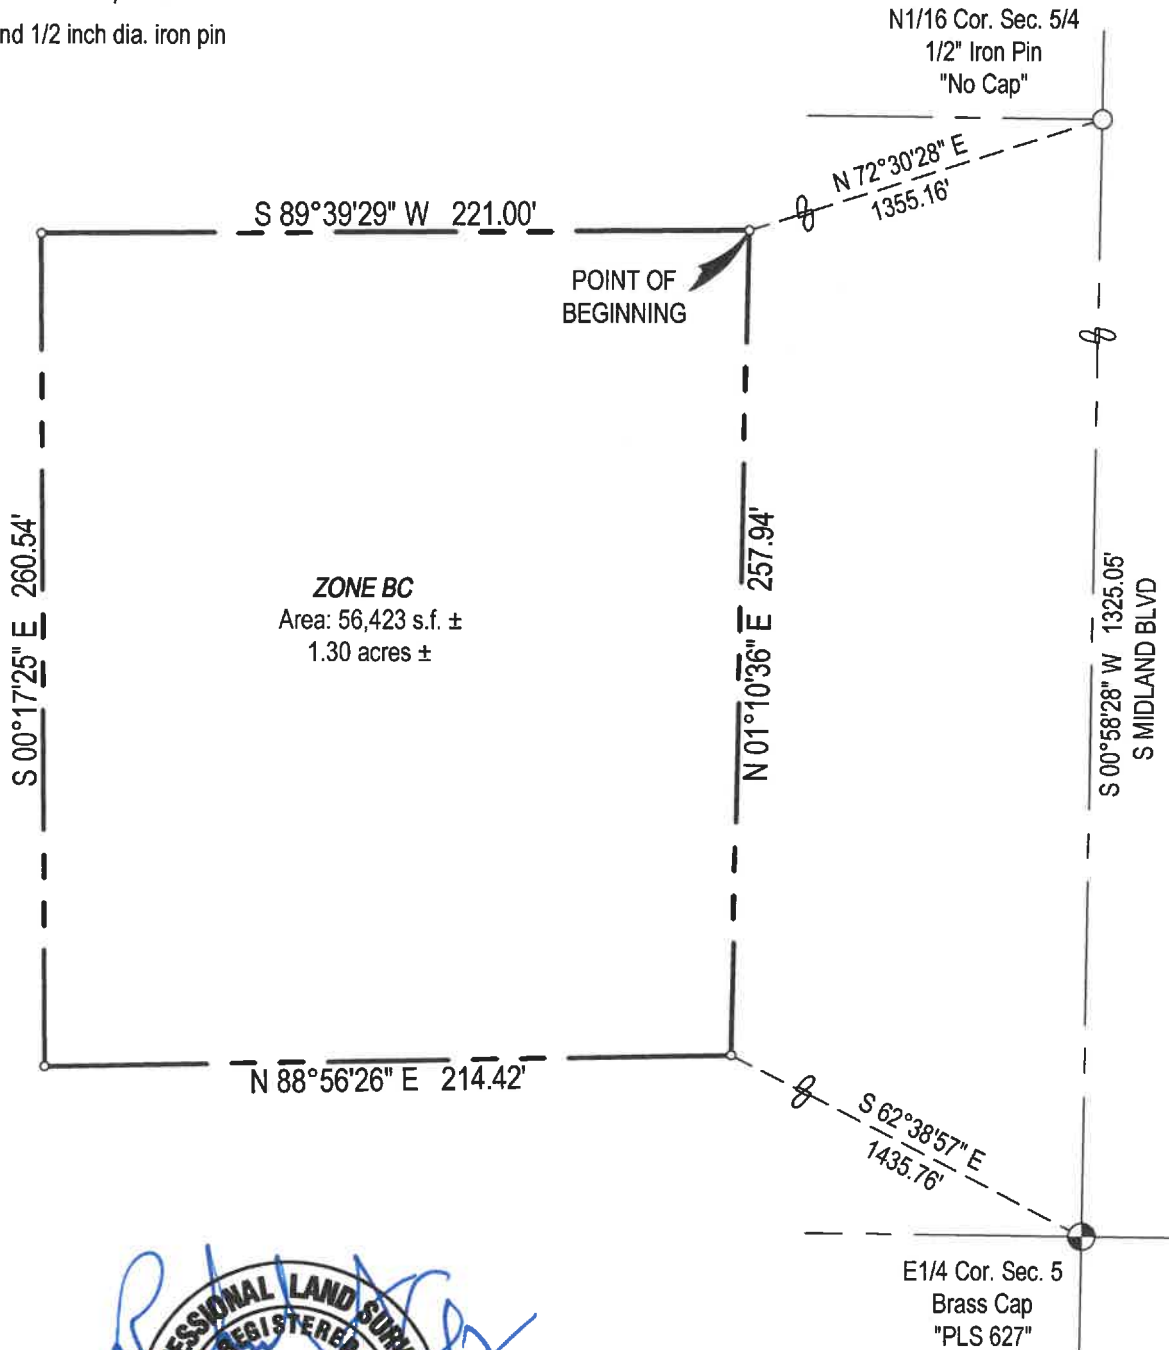 nd 1/2 inch dia. iron pin
N1/16 Cor. Sec. 5/4
1/2" Iron Pin
"No Cap"
N 72°30'28" E
1355.16'
S 89°39'29" W 221.00'
POINT OF
BEGINNING
S 00°17'25" E 260.54'
ZONE BC
Area: 56,423 s.f. ±
1.30 acres ±
N 01°10'36" E 257.94'
S 00°58'28" W 1325.05'
S MIDLAND BLVD
N 88°56'26" E 214.42'
S 62°38'57" E
1435.76'
E1/4 Cor. Sec. 5
Brass Cap
"PLS 627"
ESSIONAL LAND SURV
REGISTERED